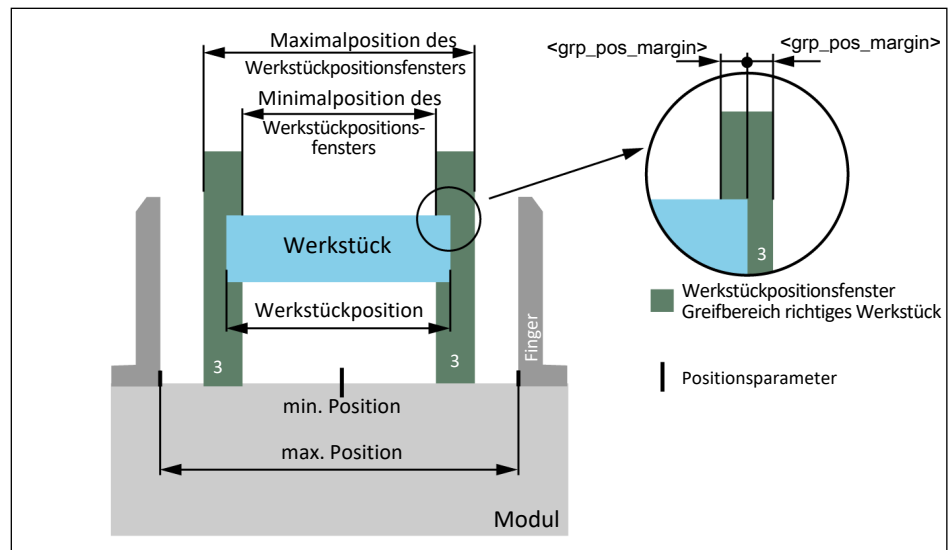 Maximalposition des
Werkstückpositionsfensters
Minimalposition des
Werkstückpositions-
fensters
<grp_pos_margin>
<grp_pos_margin>
Werkstück
Werkstückposition
3
3
3
Finger
Werkstückpositionsfenster
Greifbereich richtiges Werkstück
Positionsparameter
min. Position
max. Position
Modul